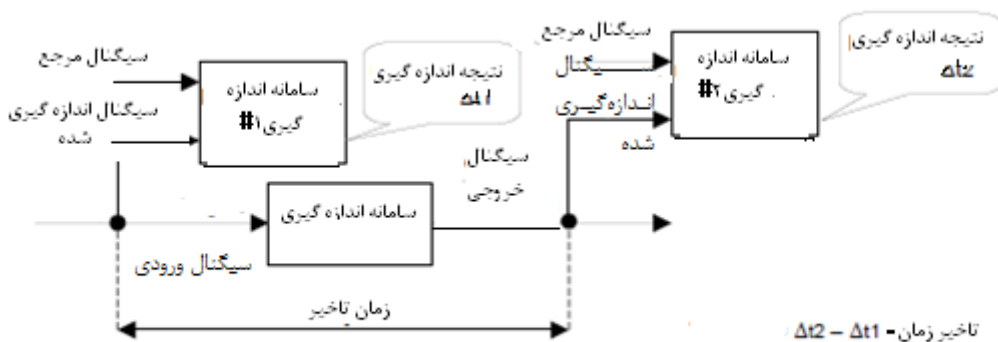 سیگنال مرجع
سیگنال اندازه گیری
شده
سامانه اندازه
گیری۱#
نتیجه اندازه گیری
Δt1
سیگنال مرجع
سیگنال
اندازه‌گیری
شده
سامانه اندازه
گیری۲#
نتیجه اندازه گیری
Δt2
سیگنال
خروجی
سامانه اندازه گیری
سیگنال ورودی
زمان تاخیر
تاخیر زمان- Δt2 – Δt1